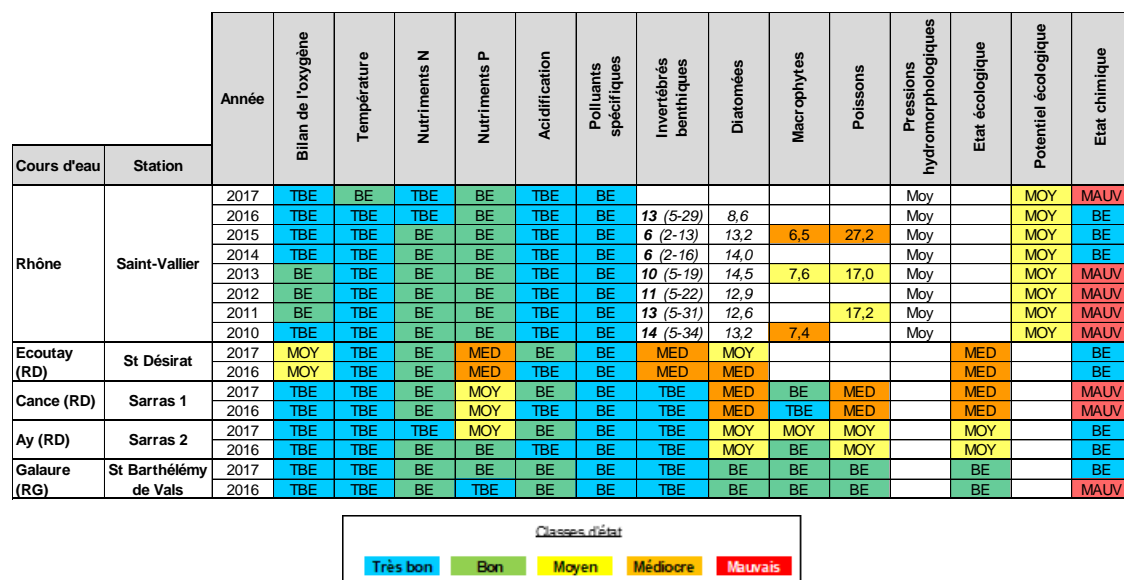 Cours d'eau Station Année Bilan de l'oxygène Température Nutriments N Nutriments P Acidification Polluants spécifiques Invertébrés benthiques Diatomées Macrophytes Poissons Pressions hydromorphologiques Etat écologique Potentiel écologique Etat chimique
Rhône Saint-Vallier
2017 TBE BE TBE BE TBE BE Moy MOY MAUV
2016 TBE TBE TBE BE TBE BE 13 (5-29) 8,6 Moy MOY BE
2015 TBE TBE BE BE TBE BE 6 (2-13) 13,2 6,5 27,2 Moy MOY BE
2014 TBE TBE BE BE TBE BE 6 (2-16) 14,0 Moy MOY BE
2013 BE TBE BE BE TBE BE 10 (5-19) 14,5 7,6 17,0 Moy MOY MAUV
2012 BE TBE BE BE TBE BE 11 (5-22) 12,9 Moy MOY MAUV
2011 BE TBE BE BE TBE BE 13 (5-31) 12,6 17,2 Moy MOY MAUV
2010 TBE TBE BE BE TBE BE 14 (5-34) 13,2 7,4 Moy MOY MAUV
Ecoutay (RD) St Désirat
2017 MOY TBE BE MED BE BE MED MOY MED BE
2016 MOY TBE BE MED BE BE MED MED MED BE
Cance (RD) Sarras 1
2017 TBE TBE BE MOY BE BE TBE MED BE MED MED MAUV
2016 TBE TBE BE MOY TBE BE TBE MED TBE MED MED MAUV
Ay (RD) Sarras 2
2017 TBE TBE TBE MOY BE BE TBE MOY MOY MOY MOY BE
2016 TBE TBE BE BE TBE BE TBE MOY BE MOY MOY BE
Galaure (RG) St Barthélémy de Vals
2017 TBE TBE BE BE BE BE TBE BE BE BE BE BE
2016 TBE TBE BE TBE BE BE TBE BE BE BE BE MAUV
Classes d'état
Très bon Bon Moyen Médiocre Mauvais